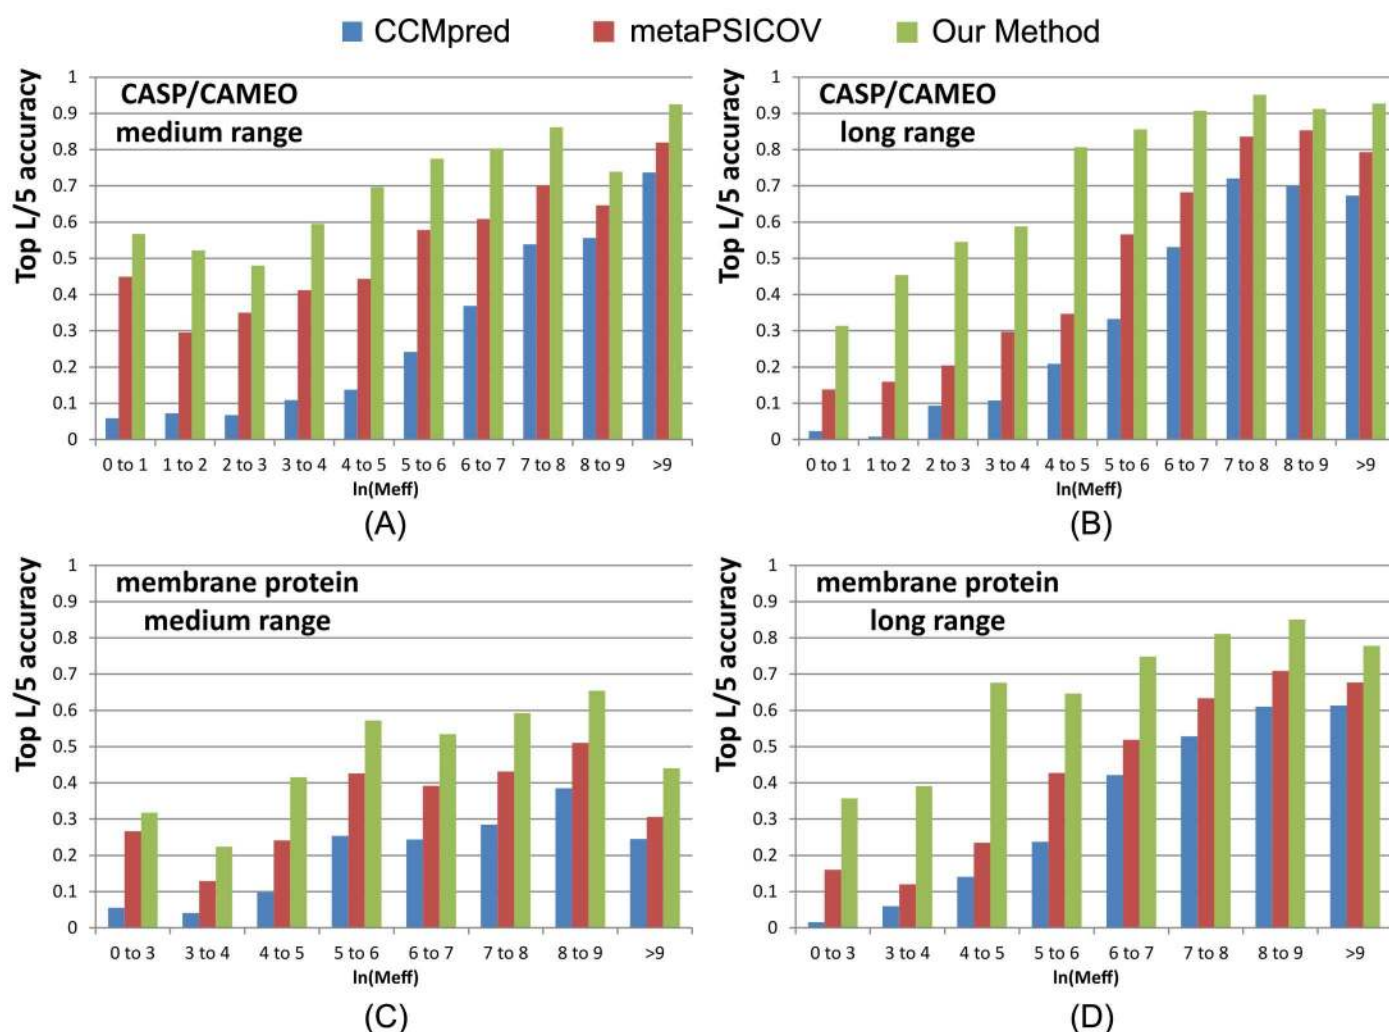 CCMpred metaPSICOV Our Method
CASP/CAMEO
medium range
Top L/5 accuracy
1
0.9
0.8
0.7
0.6
0.5
0.4
0.3
0.2
0.1
0
0 to 1 1 to 2 2 to 3 3 to 4 4 to 5 5 to 6 6 to 7 7 to 8 8 to 9 >9
ln(Meff)
(A)
CASP/CAMEO
long range
Top L/5 accuracy
1
0.9
0.8
0.7
0.6
0.5
0.4
0.3
0.2
0.1
0
0 to 1 1 to 2 2 to 3 3 to 4 4 to 5 5 to 6 6 to 7 7 to 8 8 to 9 >9
ln(Meff)
(B)
membrane protein
medium range
Top L/5 accuracy
1
0.9
0.8
0.7
0.6
0.5
0.4
0.3
0.2
0.1
0
0 to 3 3 to 4 4 to 5 5 to 6 6 to 7 7 to 8 8 to 9 >9
ln(Meff)
(C)
membrane protein
long range
Top L/5 accuracy
1
0.9
0.8
0.7
0.6
0.5
0.4
0.3
0.2
0.1
0
0 to 3 3 to 4 4 to 5 5 to 6 6 to 7 7 to 8 8 to 9 >9
ln(Meff)
(D)